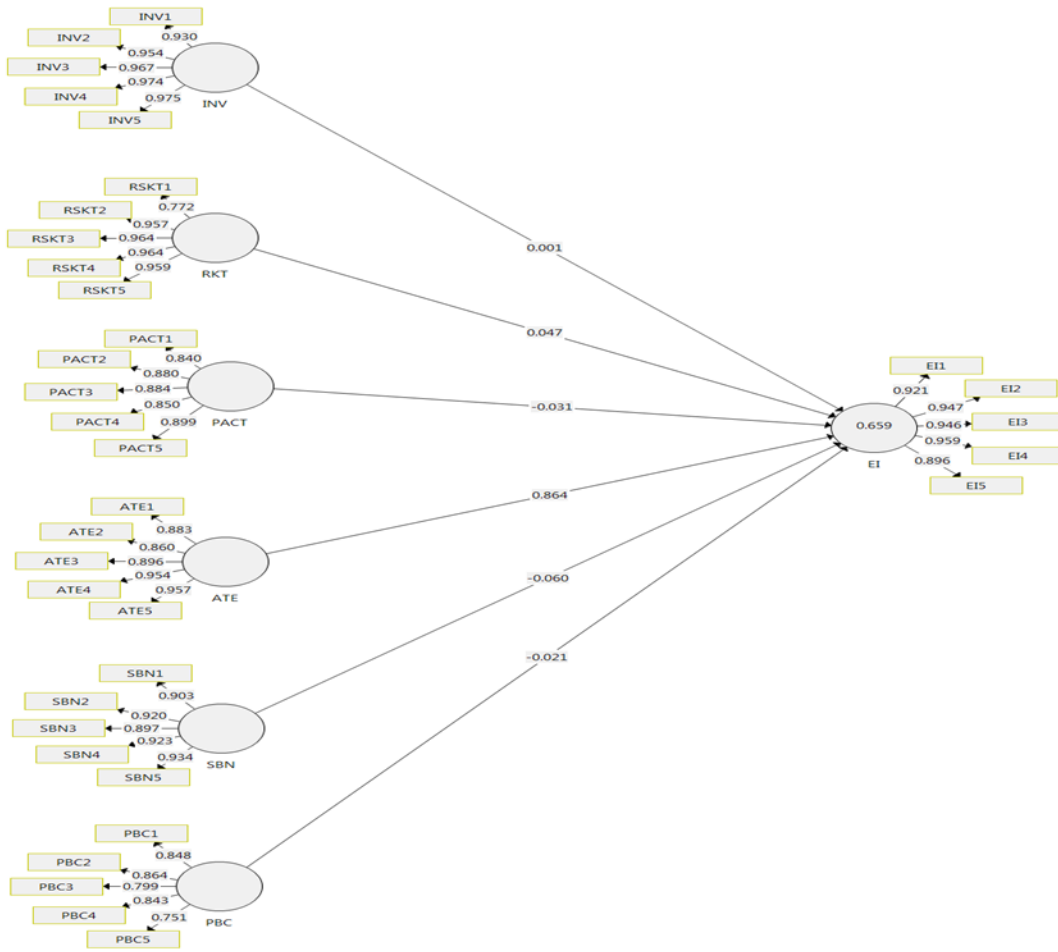 INV1
0.930
INV2
0.954
INV3
0.967
INV4
0.974
INV5
0.975
INV
RSKT1
0.772
RSKT2
0.957
RSKT3
0.964
RSKT4
0.964
RSKT5
0.959
RKT
PACT1
0.840
PACT2
0.880
PACT3
0.884
PACT4
0.850
PACT5
0.899
PACT
ATE1
0.883
ATE2
0.860
ATE3
0.896
ATE4
0.954
ATE5
0.957
ATE
SBN1
0.903
SBN2
0.920
SBN3
0.897
SBN4
0.923
SBN5
0.934
SBN
PBC1
0.848
PBC2
0.864
PBC3
0.799
PBC4
0.843
PBC5
0.751
PBC
0.001
0.047
-0.031
0.864
-0.060
-0.021
0.659
EI
EI1
0.921
EI2
0.947
EI3
0.946
EI4
0.959
EI5
0.896